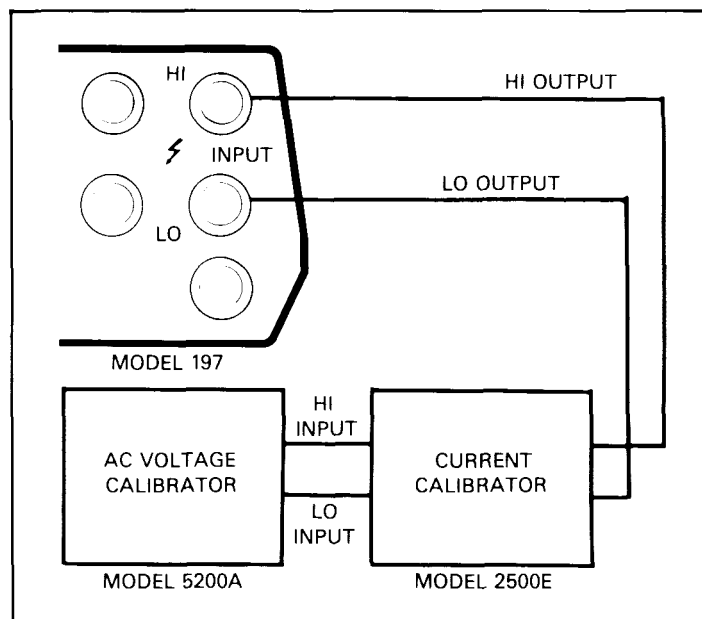 HI
HI OUTPUT
INPUT
LO OUTPUT
LO
MODEL 197
HI
INPUT
AC VOLTAGE
CALIBRATOR
CURRENT
CALIBRATOR
LO
INPUT
MODEL 5200A
MODEL 2500E